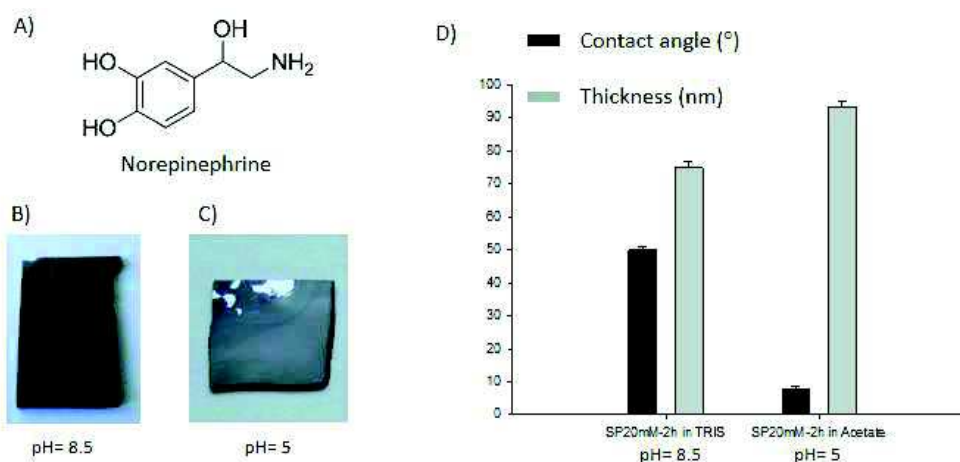 A)
OH
HO
NH2
HO
Norepinephrine
B)
C)
pH= 8.5
pH= 5
D)
Contact angle (°)
Thickness (nm)
100
90
80
70
60
50
40
30
20
10
0
SP20mM-2h in TRIS
SP20mM-2h in Acetate
pH= 8.5
pH= 5